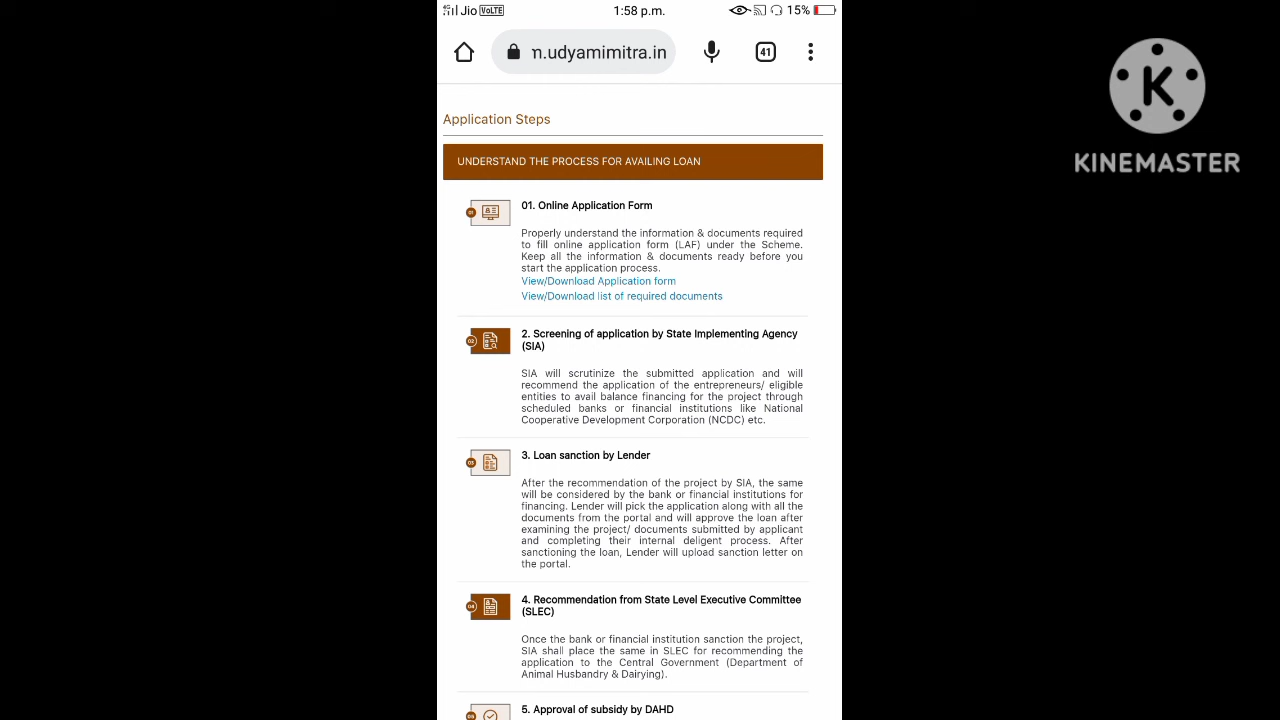 4G Jio VoLTE 1:58 p.m. 15%
n.udyamimitra.in 41
K
KINEMASTER
Application Steps
UNDERSTAND THE PROCESS FOR AVAILING LOAN
01
01. Online Application Form
Properly understand the information & documents required
to fill online application form (LAF) under the Scheme.
Keep all the information & documents ready before you
start the application process.
View/Download Application form
View/Download list of required documents
02
2. Screening of application by State Implementing Agency
(SIA)
SIA will scrutinize the submitted application and will
recommend the application of the entrepreneurs/ eligible
entities to avail balance financing for the project through
scheduled banks or financial institutions like National
Cooperative Development Corporation (NCDC) etc.
03
3. Loan sanction by Lender
After the recommendation of the project by SIA, the same
will be considered by the bank or financial institutions for
financing. Lender will pick the application along with all the
documents from the portal and will approve the loan after
examining the project/ documents submitted by applicant
and completing their internal deligent process. After
sanctioning the loan, Lender will upload sanction letter on
the portal.
04
4. Recommendation from State Level Executive Committee
(SLEC)
Once the bank or financial institution sanction the project,
SIA shall place the same in SLEC for recommending the
application to the Central Government (Department of
Animal Husbandry & Dairying).
05
5. Approval of subsidy by DAHD